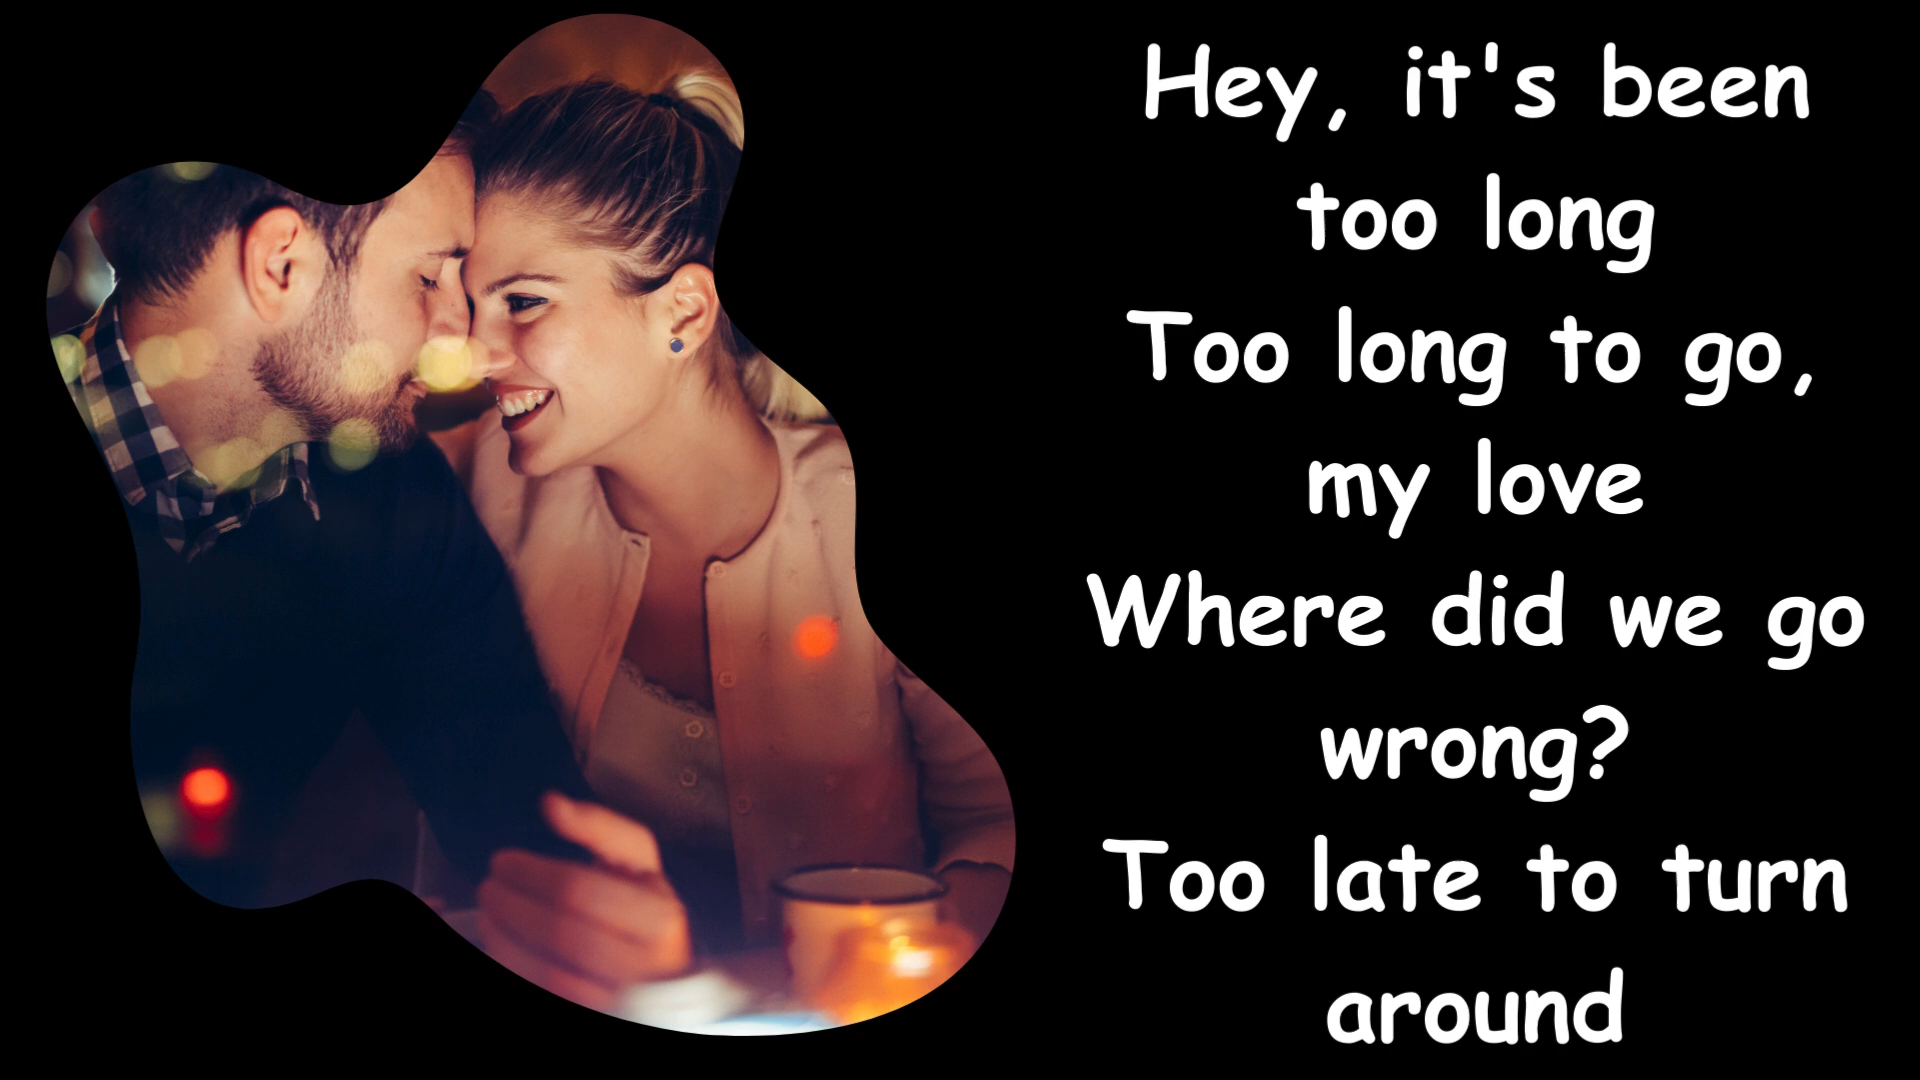 Hey, it's been
too long
Too long to go,
my love
Where did we go
wrong?
Too late to turn
around